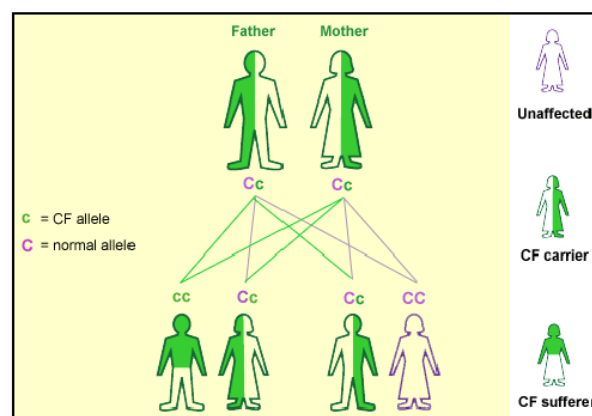 Father Mother
Unaffected
Cc Cc
c = CF allele
C = normal allele
CF carrier
cc Cc Cc CC
CF sufferer